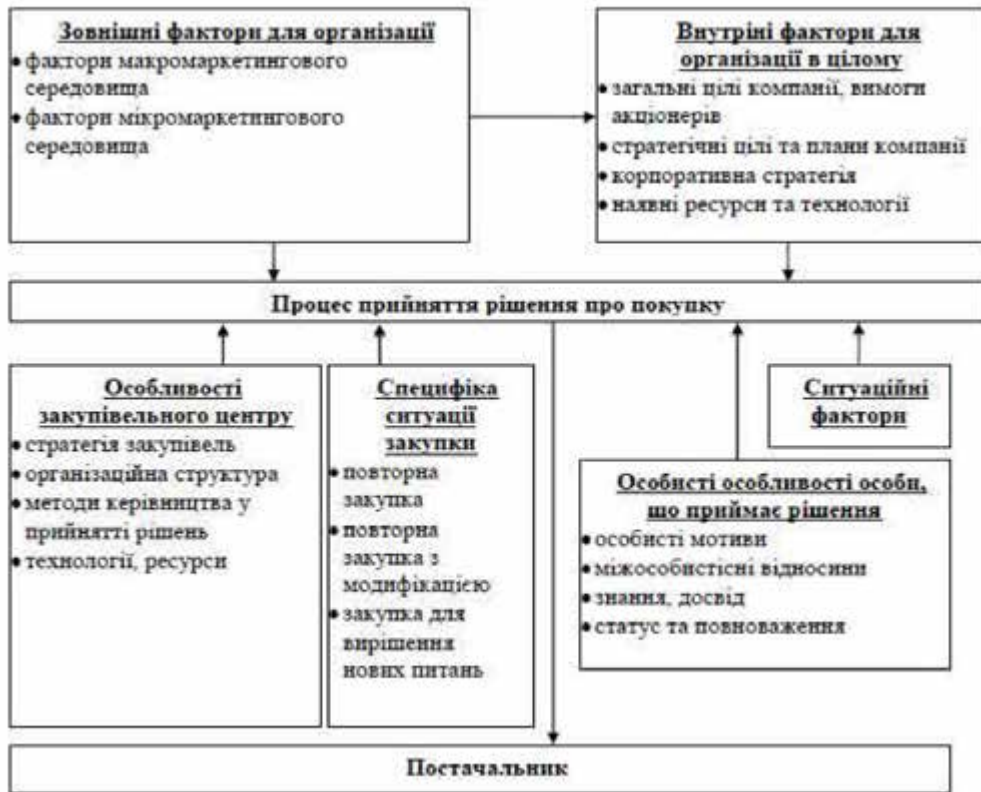 Зовнішні фактори для організації
• фактори макромаркетингового
середовища
• фактори мікромаркетингового
середовища
Внутріні фактори для
організації в цілому
• загальні цілі компанії, вимоги
акціонерів
• стратегічні цілі та плани компанії
• корпоративна стратегія
• наявні ресурси та технології
Процес прийняття рішення про покупку
Особливості
закупівельного центру
• стратегія закупівель
• організаційна структура
• методи керівництва у
прийнятті рішень
• технології, ресурси
Специфіка
ситуації
закупки
• повторна
закупка
• повторна
закупка з
модифікацією
• закупка для
вирішення
нових питань
Ситуаційні
фактори
Особисті особливості особи,
що приймає рішення
• особисті мотиви
• міжособистісні відносини
• знання, досвід
• статус та повноваження
Постачальник